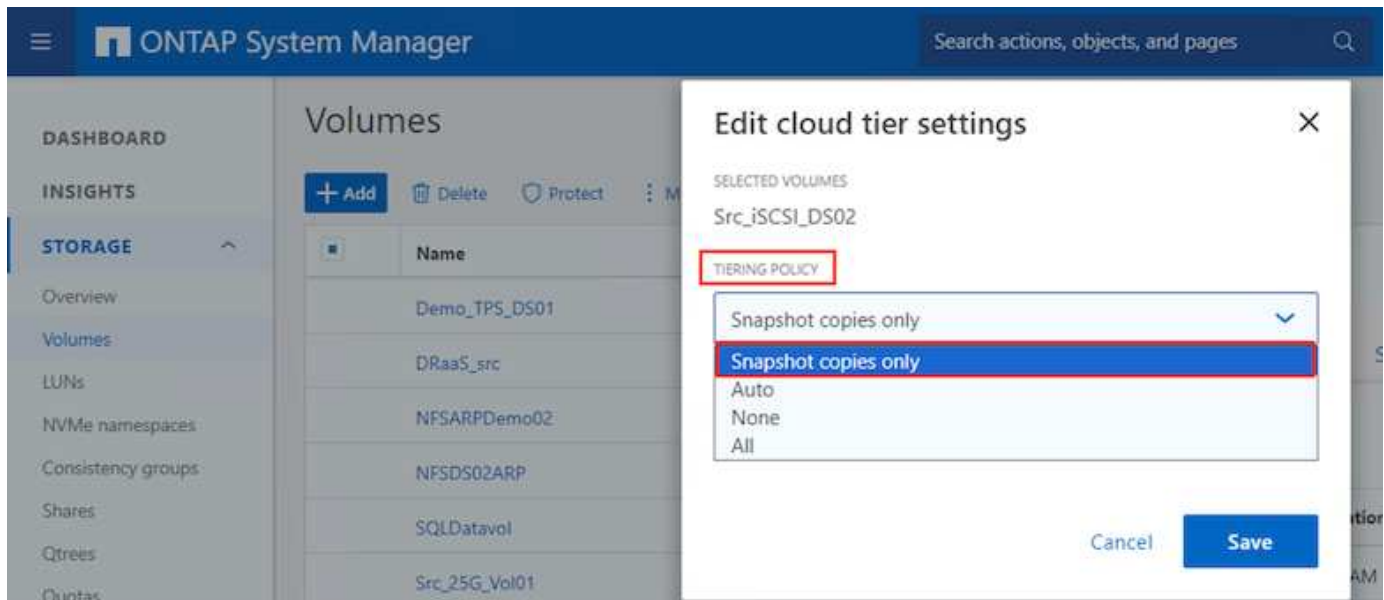 ONTAP System Manager
Search actions, objects, and pages
DASHBOARD
INSIGHTS
STORAGE
Overview
Volumes
LUNs
NVMe namespaces
Consistency groups
Shares
Qtrees
Quotas
Volumes
Add
Delete
Protect
Name
Demo_TPS_DS01
DRaaS_src
NFSARPDemo02
NFSDS02ARP
SQLDatavol
Src_25G_Vol01
Edit cloud tier settings
SELECTED VOLUMES
Src_iSCSI_DS02
TIERING POLICY
Snapshot copies only
Snapshot copies only
Auto
None
All
Cancel
Save
AM